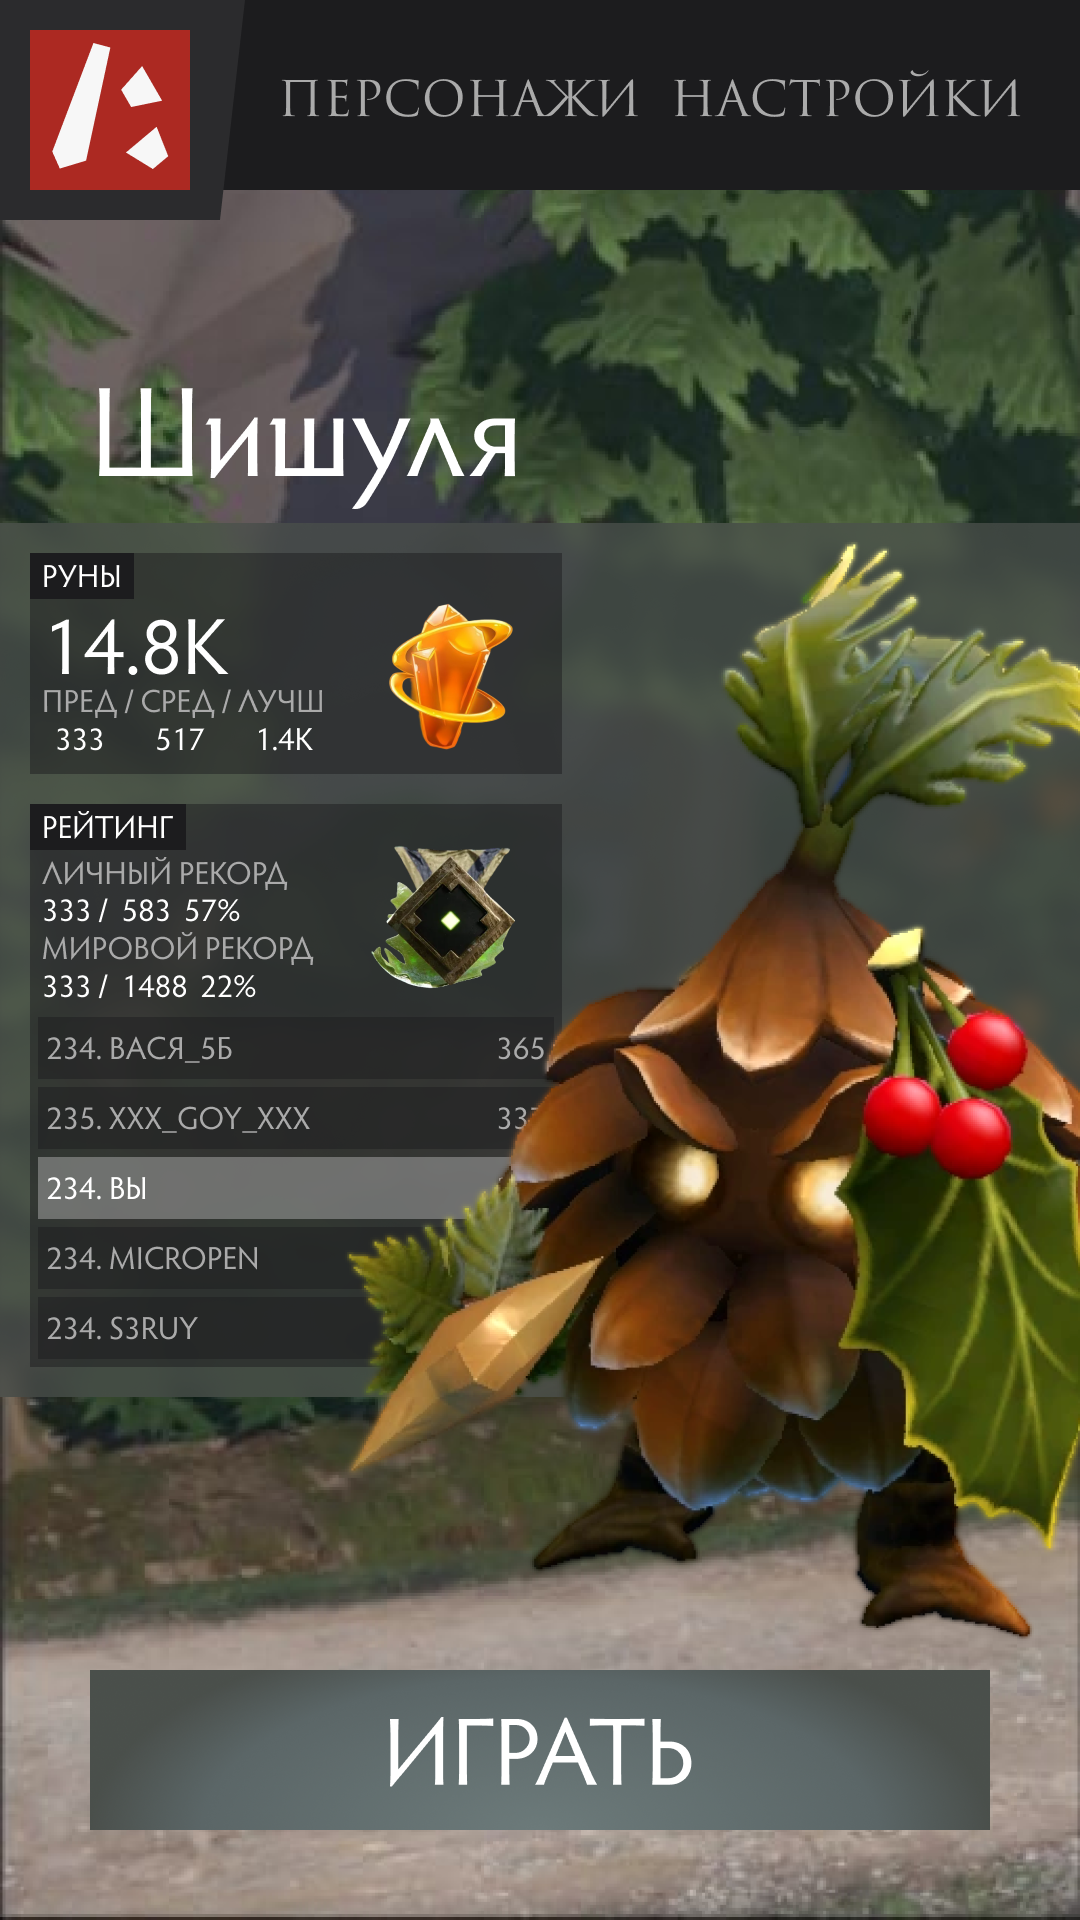 ПЕРСОНАЖИ НАСТРОЙКИ
Шишуля
РУНЫ
14.8K
ПРЕД / СРЕД / ЛУЧШ
333 517 1.4K
РЕЙТИНГ
ЛИЧНЫЙ РЕКОРД
333 / 583 57%
МИРОВОЙ РЕКОРД
333 / 1488 22%
234. ВАСЯ_5Б 365
235. XXX_GOY_XXX
234. ВЫ
234. MICROPEN
234. S3RUY
ИГРАТЬ